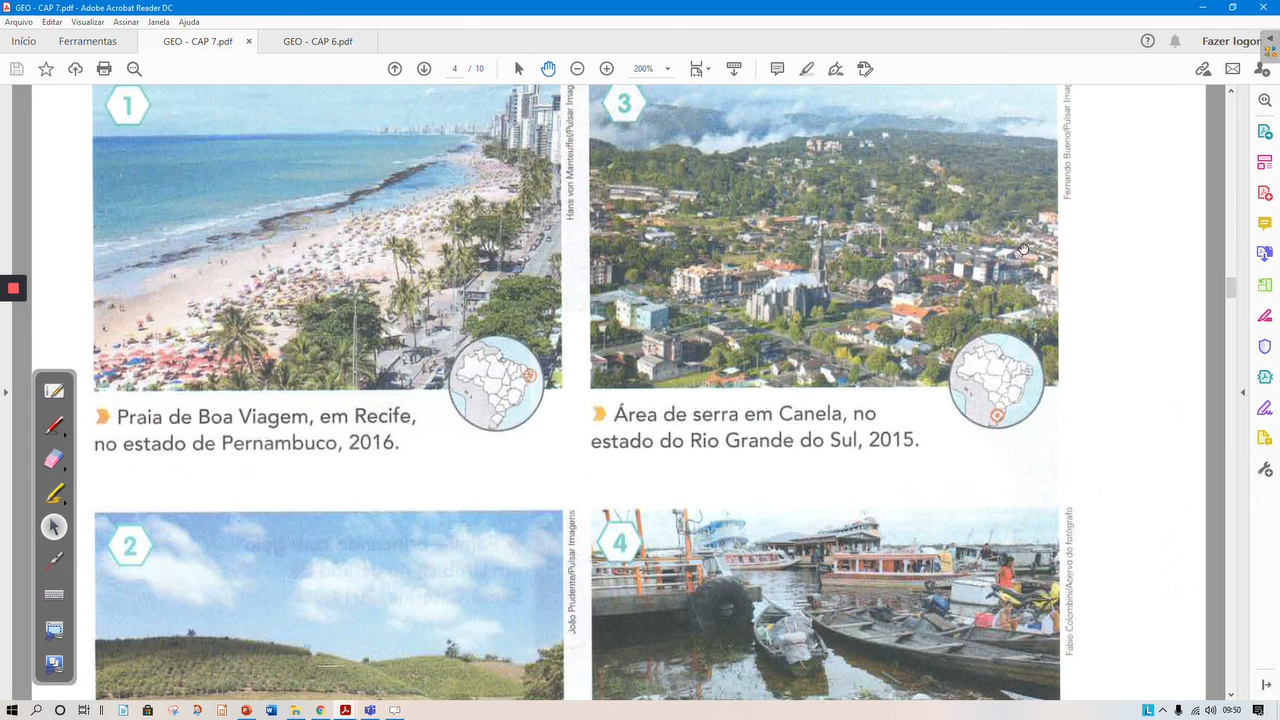 GEO - CAP 7.pdf - Adobe Acrobat Reader DC
Arquivo Editar Visualizar Assinar Janela Ajuda
Início Ferramentas GEO - CAP 7.pdf × GEO - CAP 6.pdf Fazer logon
4 / 10 200%
1
Hans von Manteuffel/Pulsar Imag
3
Fernando Bueno/Pulsar Imag
Praia de Boa Viagem, em Recife,
no estado de Pernambuco, 2016.
Área de serra em Canela, no
estado do Rio Grande do Sul, 2015.
2
João Prudente/Pulsar Imagens
4
Fabio Colombini/Acervo do fotógrafo
09:50